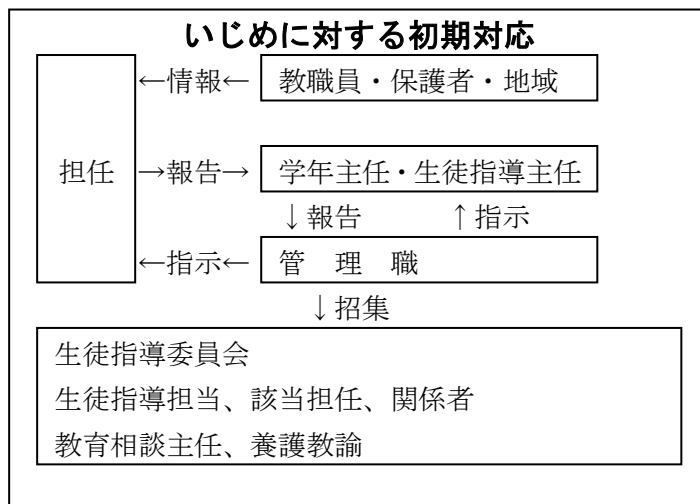 いじめに対する初期対応
←情報← 教職員・保護者・地域
担任 →報告→ 学年主任・生徒指導主任
↓報告 ↑指示
←指示← 管 理 職
↓招集
生徒指導委員会
生徒指導担当、該当担任、関係者
教育相談主任、養護教諭